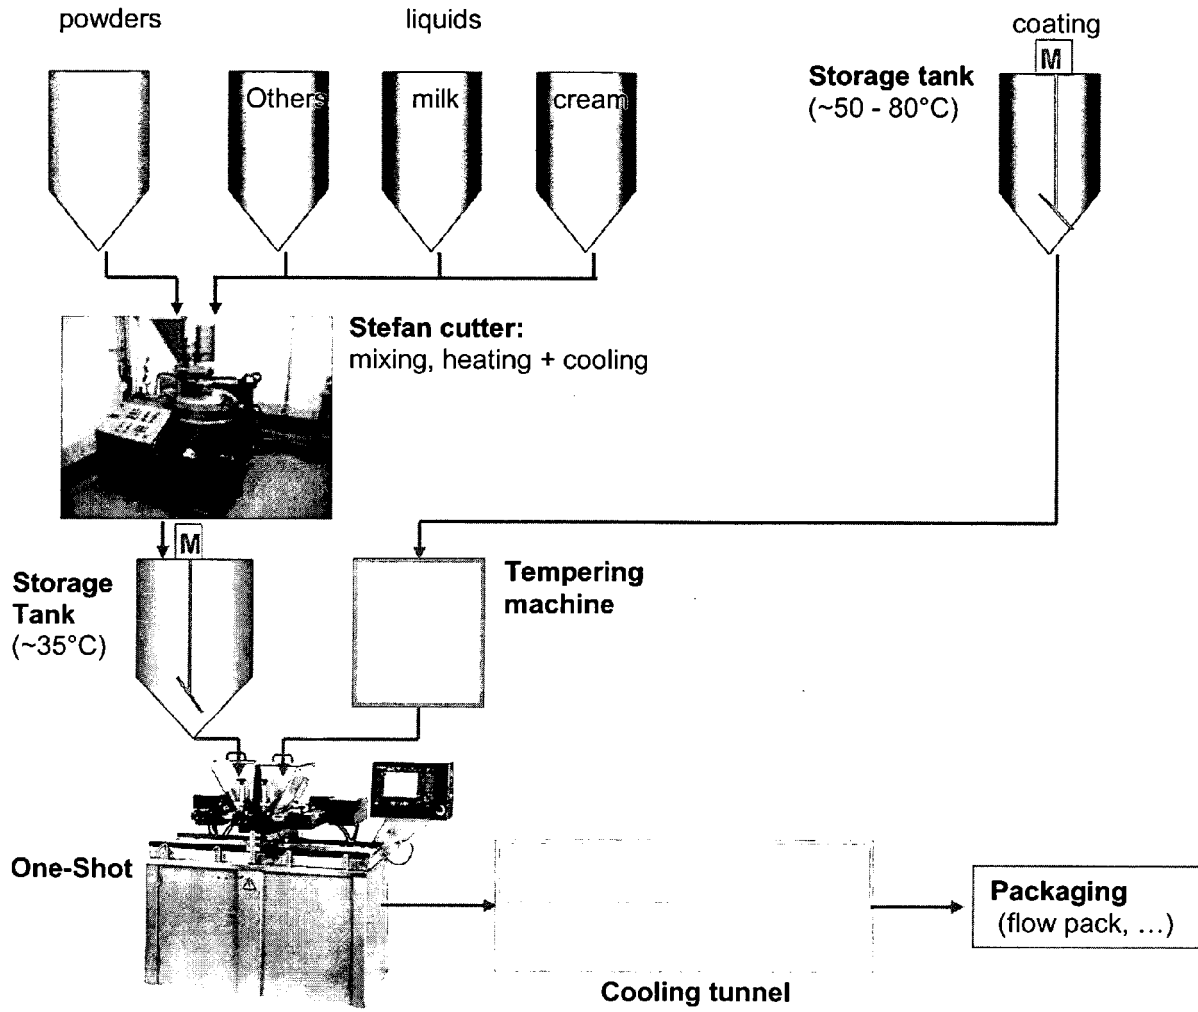 powders
liquids
coating
M
Storage tank
(~50 - 80°C)
Others
milk
cream
Stefan cutter:
mixing, heating + cooling
M
Storage
Tank
(~35°C)
Tempering
machine
One-Shot
Packaging
(flow pack, ...)
Cooling tunnel